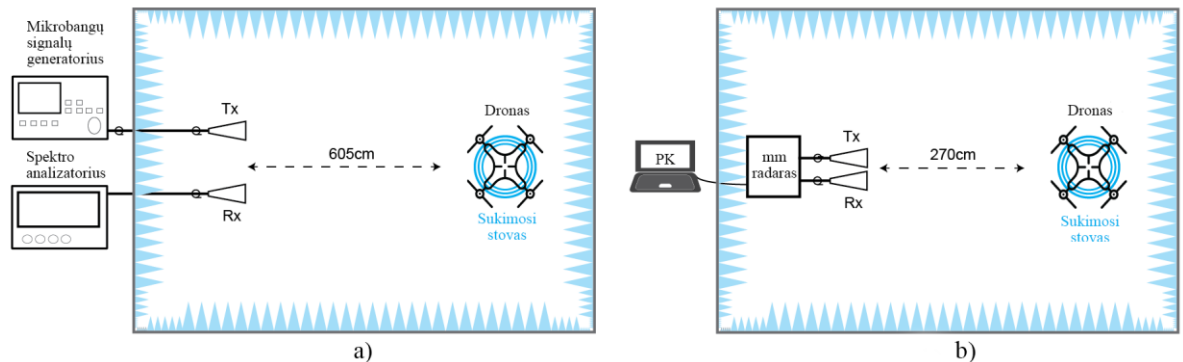 Mikrobangų
signalų
generatorius
Tx
Spektro
analizatorius
Rx
605cm
Dronas
Sukimosi
stovas
a)
PK
mm
radaras
Tx
Rx
270cm
Dronas
Sukimosi
stovas
b)